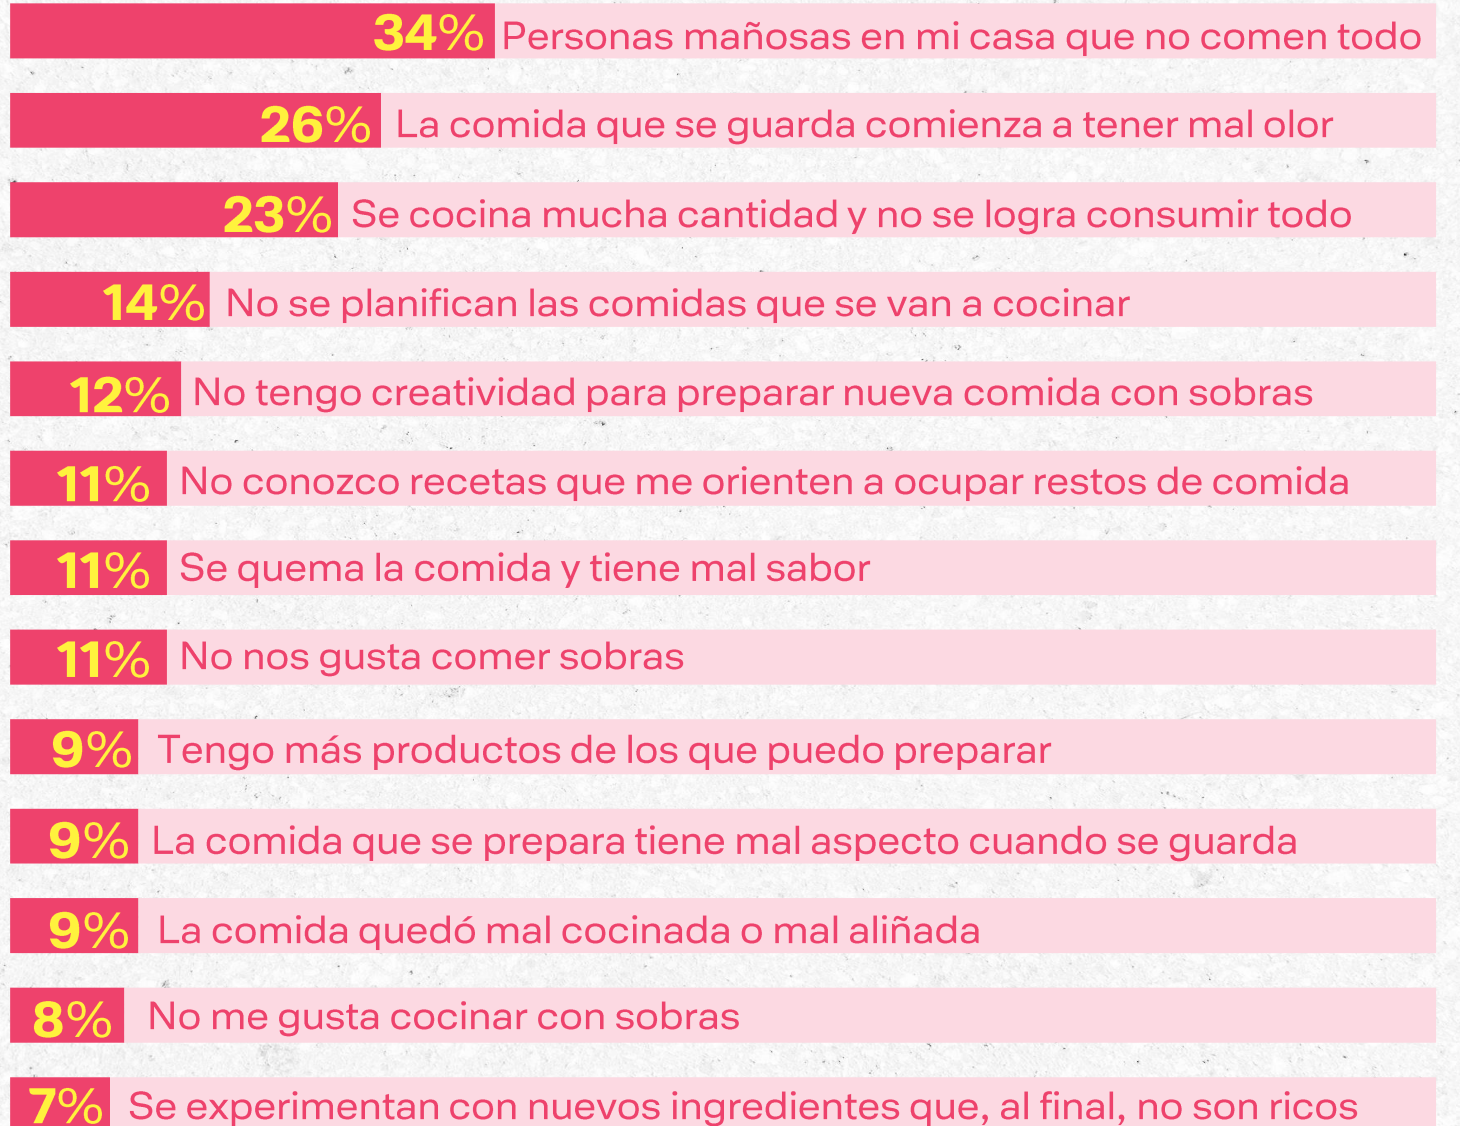 34% Personas mañosas en mi casa que no comen todo
26% La comida que se guarda comienza a tener mal olor
23% Se cocina mucha cantidad y no se logra consumir todo
14% No se planifican las comidas que se van a cocinar
12% No tengo creatividad para preparar nueva comida con sobras
11% No conozco recetas que me orienten a ocupar restos de comida
11% Se quema la comida y tiene mal sabor
11% No nos gusta comer sobras
9% Tengo más productos de los que puedo preparar
9% La comida que se prepara tiene mal aspecto cuando se guarda
9% La comida quedó mal cocinada o mal aliñada
8% No me gusta cocinar con sobras
7% Se experimentan con nuevos ingredientes que, al final, no son ricos